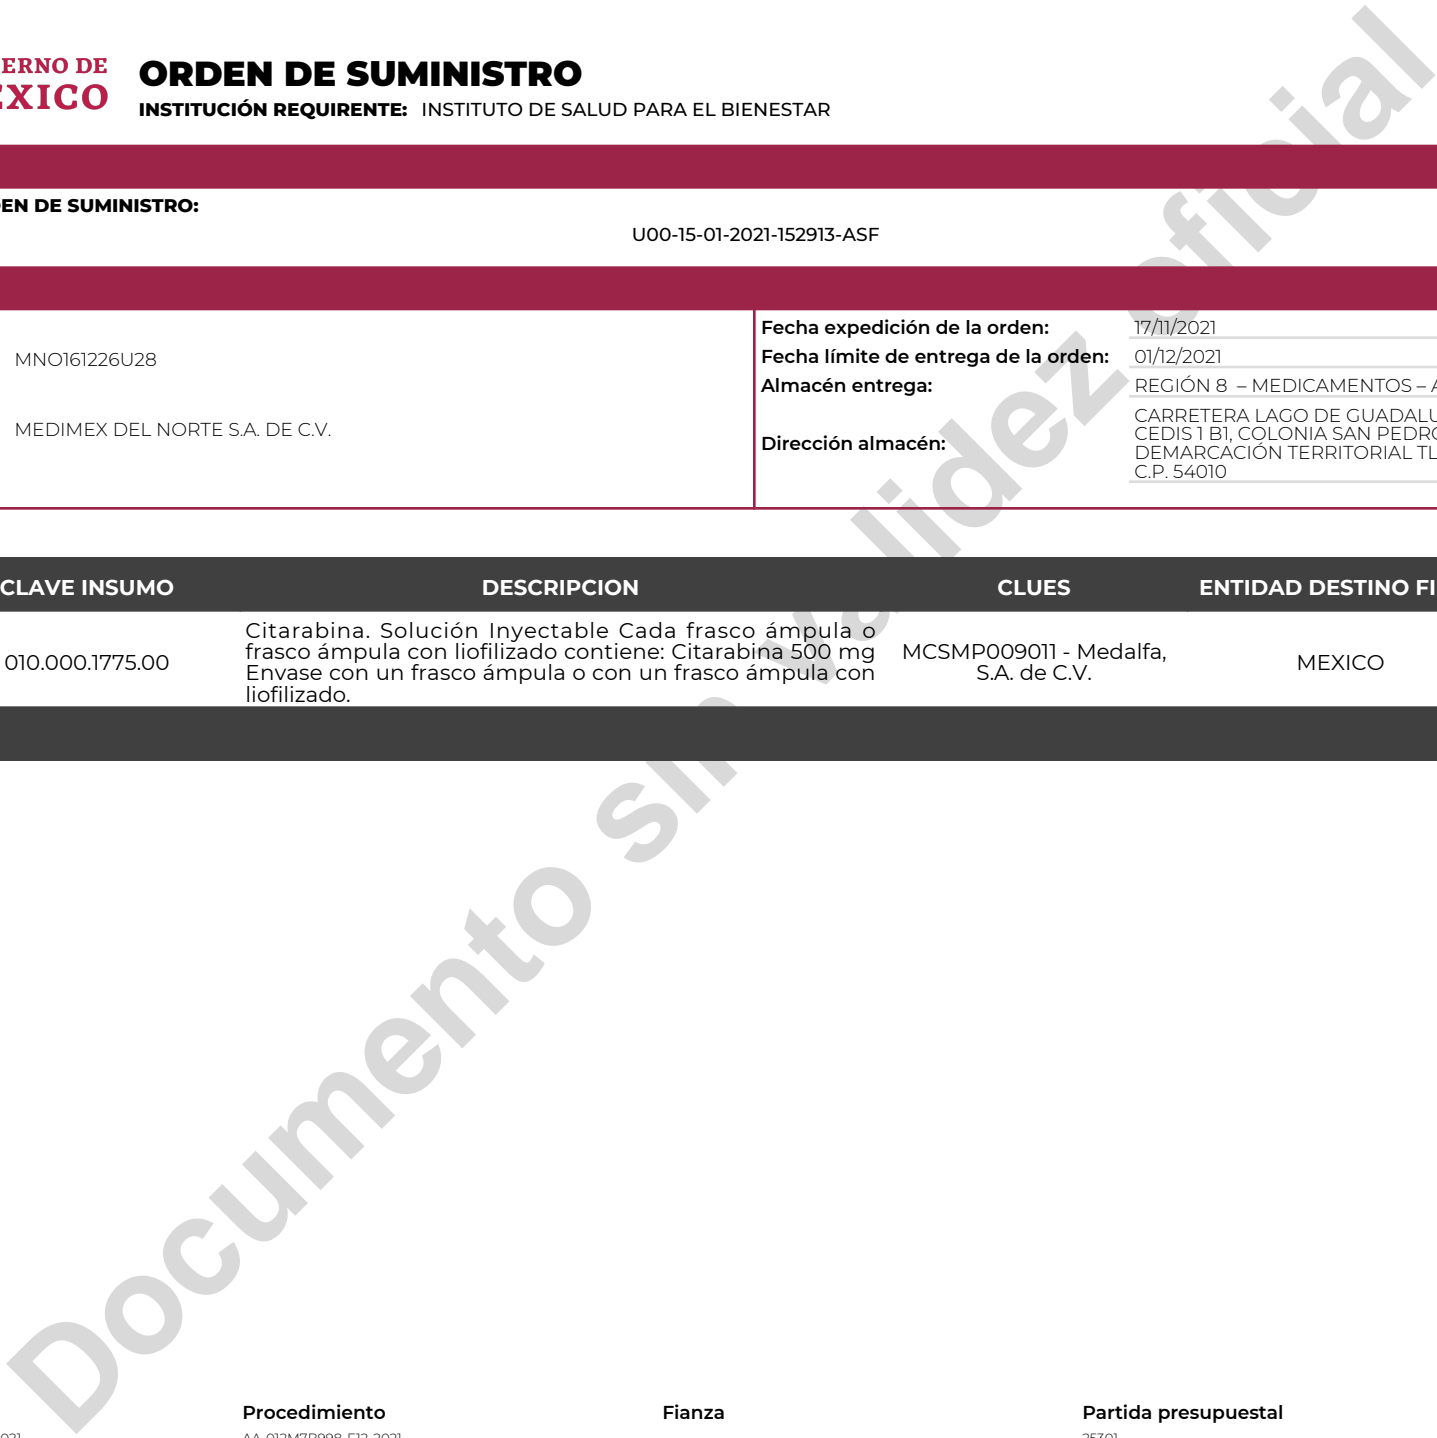 ERNO DE
ORDEN DE SUMINISTRO
INSTITUCIÓN REQUIRENTE: INSTITUTO DE SALUD PARA EL BIENESTAR
EN DE SUMINISTRO:
U00-15-01-2021-152913-ASF
MNO161226U28
MEDIMEX DEL NORTE S.A. DE C.V.
Fecha expedición de la orden: 17/11/2021
Fecha límite de entrega de la orden: 01/12/2021
Almacén entrega: REGIÓN 8 – MEDICAMENTOS – A
Dirección almacén:
CARRETERA LAGO DE GUADALU
CEDIS 1 B1, COLONIA SAN PEDRO
DEMARCACIÓN TERRITORIAL TL
C.P. 54010
CLAVE INSUMO DESCRIPCION CLUES ENTIDAD DESTINO FI
010.000.1775.00
Citarabina. Solución Inyectable Cada frasco ámpula o
frasco ámpula con liofilizado contiene: Citarabina 500 mg
Envase con un frasco ámpula o con un frasco ámpula con
liofilizado.
MCSMP009011 - Medalfa,
S.A. de C.V.
MEXICO
Documento sin validez oficial
Procedimiento Fianza Partida presupuestal